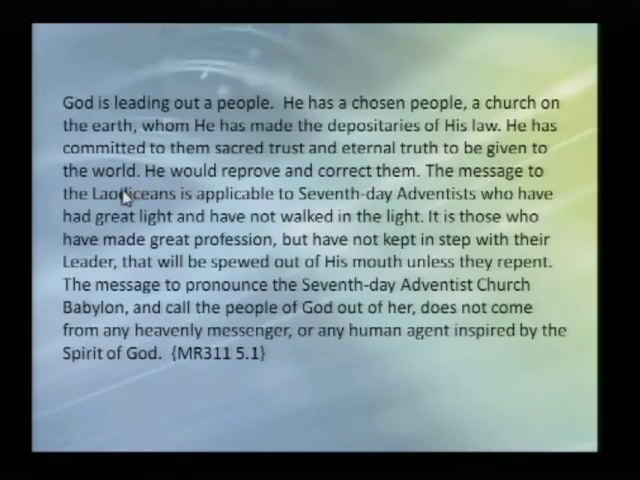 God is leading out a people.  He has a chosen people, a church on
the earth, whom He has made the depositaries of His law. He has
committed to them sacred trust and eternal truth to be given to
the world. He would reprove and correct them. The message to
the Laodiceans is applicable to Seventh-day Adventists who have
had great light and have not walked in the light. It is those who
have made great profession, but have not kept in step with their
Leader, that will be spewed out of His mouth unless they repent.
The message to pronounce the Seventh-day Adventist Church
Babylon, and call the people of God out of her, does not come
from any heavenly messenger, or any human agent inspired by the
Spirit of God.  {MR311 5.1}